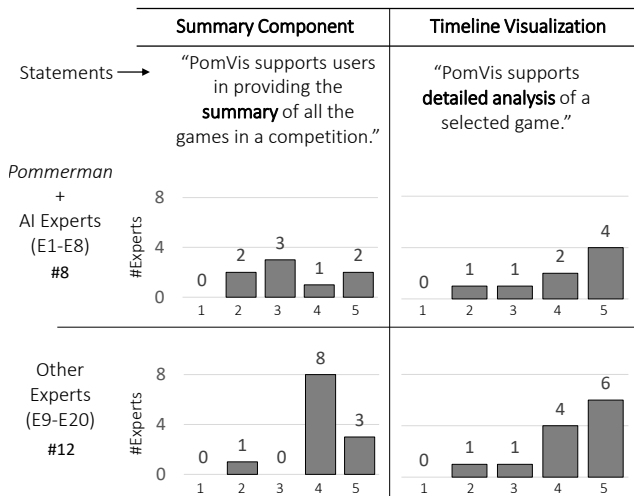 Summary Component
Timeline Visualization
Statements
“PomVis supports users
in providing the
summary of all the
games in a competition.”
“PomVis supports
detailed analysis of a
selected game.”
Pommerman
+
AI Experts
(E1-E8)
#8
#Experts
8
4
0
0
2
3
1
2
1
2
3
4
5
0
1
1
2
4
1
2
3
4
5
Other
Experts
(E9-E20)
#12
#Experts
8
4
0
0
1
0
8
3
1
2
3
4
5
0
1
1
4
6
1
2
3
4
5